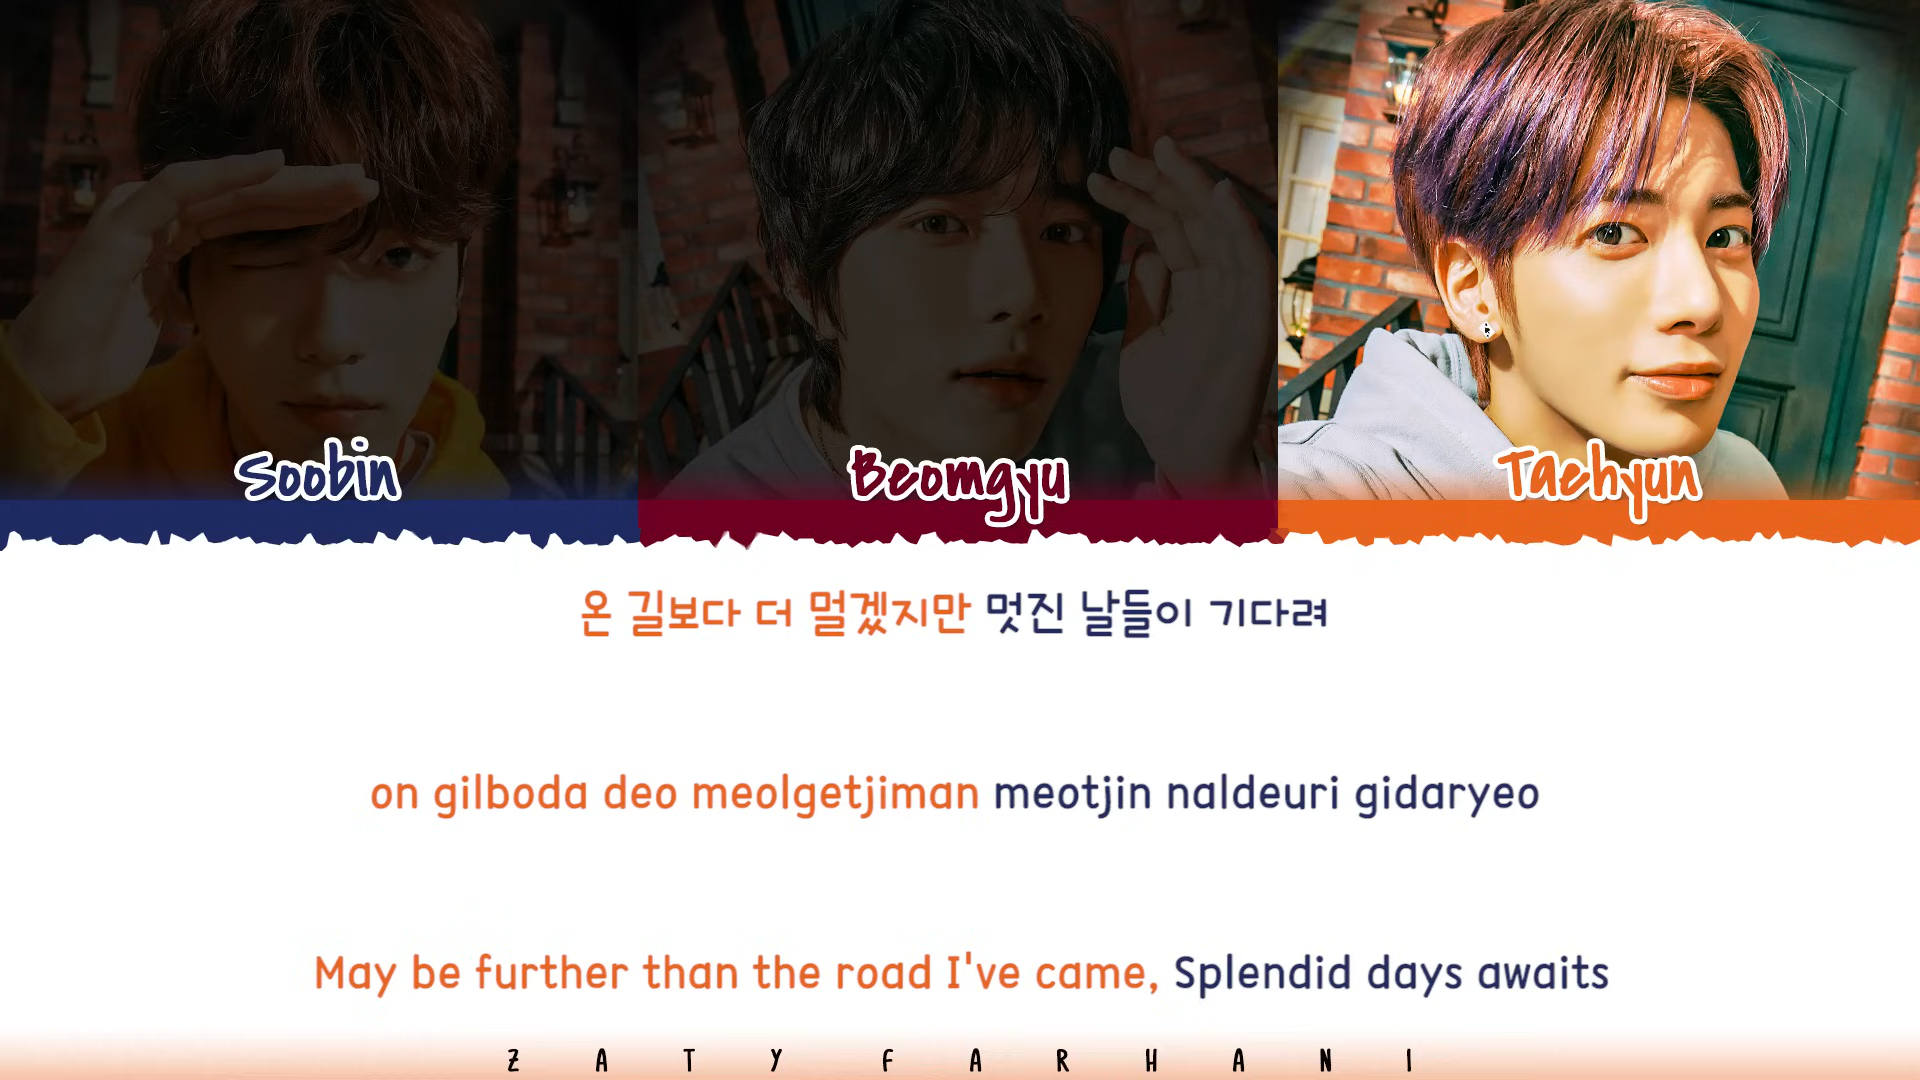 Soobin
Beomgyu
Taehyun
온 길보다 더 멀겠지만 멋진 날들이 기다려
on gilboda deo meolgetjiman meotjin naldeuri gidaryeo
May be further than the road I've came, Splendid days awaits
ZATY FARHANI